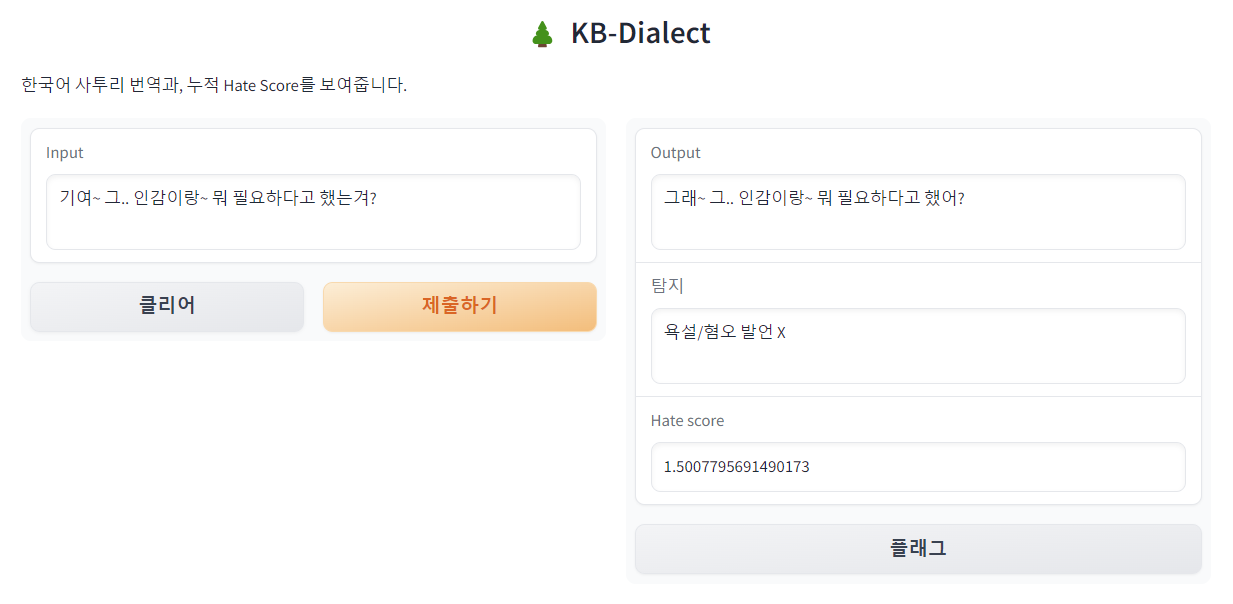 🌲 KB-Dialect
한국어 사투리 번역과, 누적 Hate Score를 보여줍니다.
Input
기여~ 그.. 인감이랑~ 뭐 필요하다고 했는겨?
클리어
제출하기
Output
그래~ 그.. 인감이랑~ 뭐 필요하다고 했어?
탐지
욕설/혐오 발언 X
Hate score
1.5007795691490173
플래그